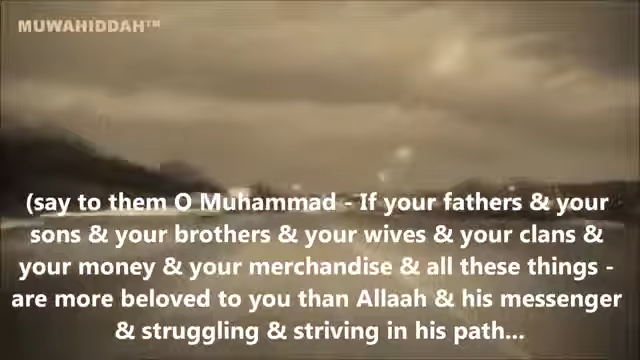 MUWAHIDDAH™
(say to them O Muhammad - If your fathers & your
sons & your brothers & your wives & your clans &
your money & your merchandise & all these things -
are more beloved to you than Allaah & his messenger
& struggling & striving in his path...